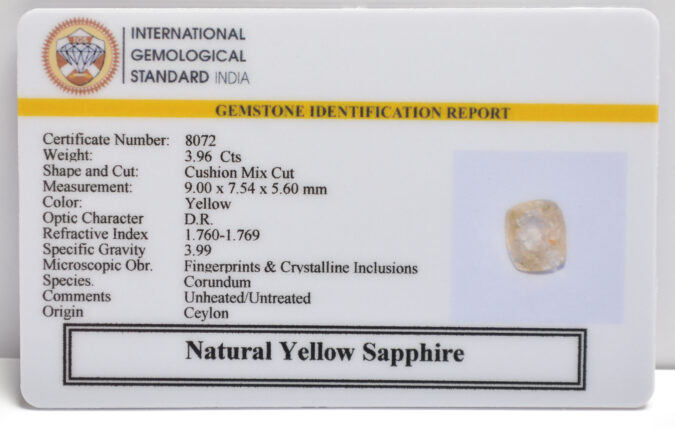 INTERNATIONAL
GEMOLOGICAL
STANDARD INDIA
GEMSTONE IDENTIFICATION REPORT
Certificate Number: 8072
Weight: 3.96 Cts
Shape and Cut: Cushion Mix Cut
Measurement: 9.00 x 7.54 x 5.60 mm
Color: Yellow
Optic Character D.R.
Refractive Index 1.760-1.769
Specific Gravity 3.99
Microscopic Obr. Fingerprints & Crystalline Inclusions
Species. Corundum
Comments Unheated/Untreated
Origin Ceylon
Natural Yellow Sapphire